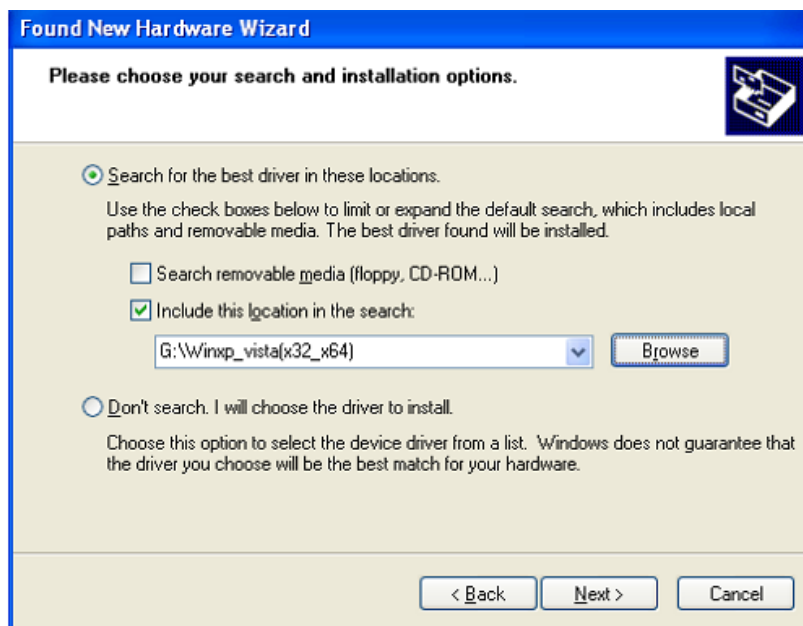 Found New Hardware Wizard
Please choose your search and installation options.
Search for the best driver in these locations.
Use the check boxes below to limit or expand the default search, which includes local
paths and removable media. The best driver found will be installed.
Search removable media (floppy, CD-ROM...)
Include this location in the search:
G:\Winxp_vista(x32_x64)
Browse
Don't search. I will choose the driver to install.
Choose this option to select the device driver from a list. Windows does not guarantee that
the driver you choose will be the best match for your hardware.
< Back
Next >
Cancel